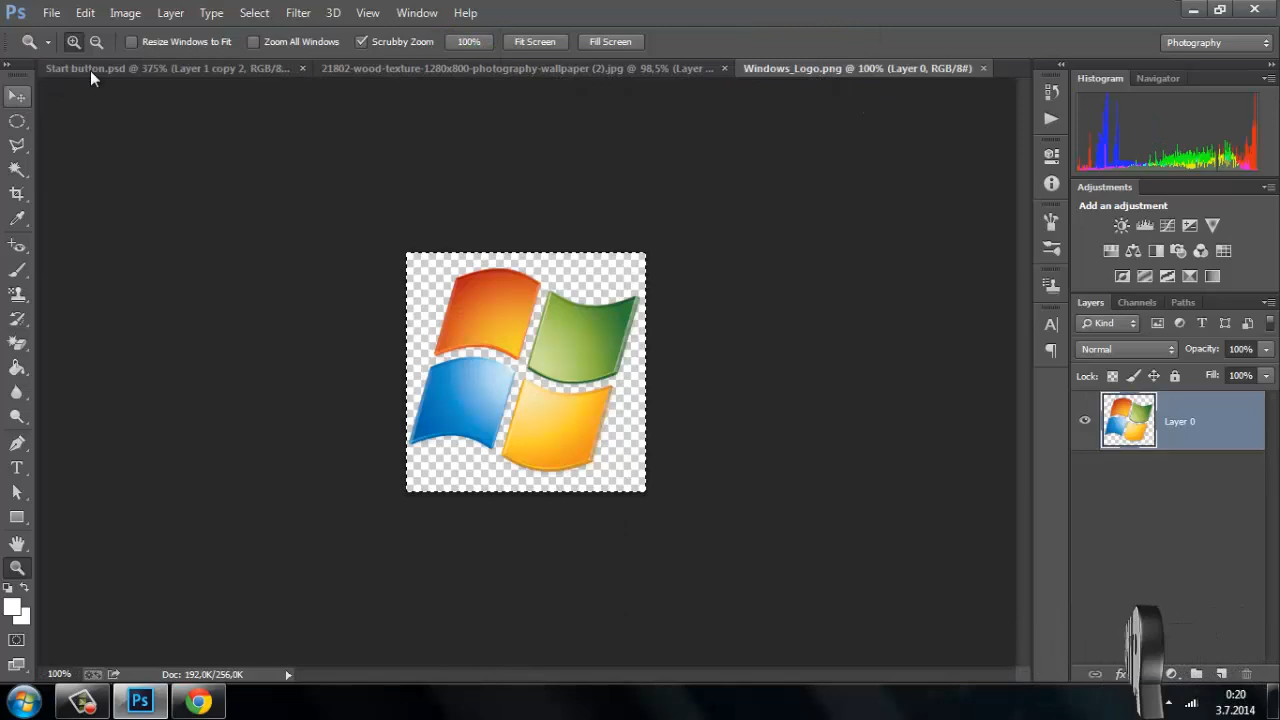 Ps File Edit Image Layer Type Select Filter 3D View Window Help
Resize Windows to Fit Zoom All Windows Scrubby Zoom 100% Fit Screen Fill Screen Photography
Start button.psd @ 375% (Layer 1 copy 2, RGB/8... × 21802-wood-texture-1280x800-photography-wallpaper (2).jpg @ 98,5% (Layer ... × Windows_Logo.png @ 100% (Layer 0, RGB/8#) ×
Histogram Navigator
Adjustments
Add an adjustment
Layers Channels Paths
Kind
Normal Opacity: 100%
Lock: Fill: 100%
Layer 0
100% Doc: 192,0K/256,0K
fx
Ps
0:20
3.7.2014